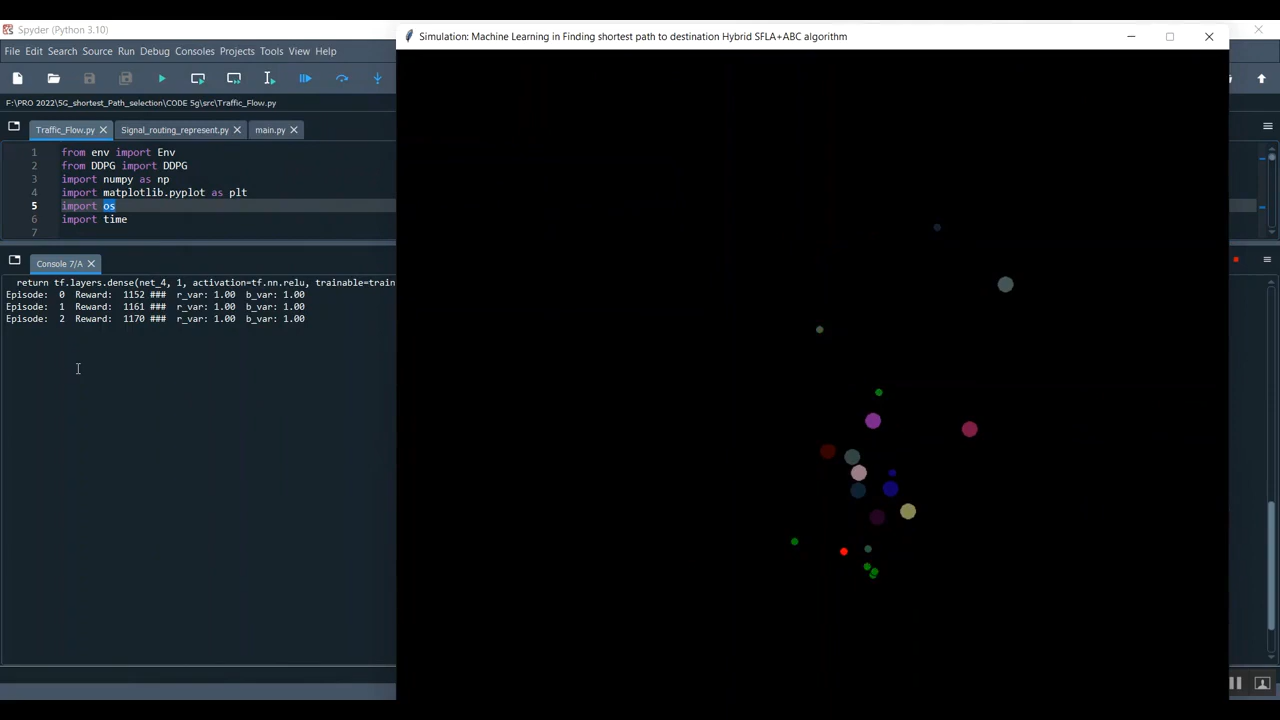 Spyder (Python 3.10)
Simulation: Machine Learning in Finding shortest path to destination Hybrid SFLA+ABC algorithm
File Edit Search Source Run Debug Consoles Projects Tools View Help
F:\PRO 2022\5G_shortest_Path_selection\CODE 5g\src\Traffic_Flow.py
Traffic_Flow.py Signal_routing_represent.py main.py
1 from env import Env
2 from DDPG import DDPG
3 import numpy as np
4 import matplotlib.pyplot as plt
5 import os
6 import time
7
Console 7/A
return tf.layers.dense(net_4, 1, activation=tf.nn.relu, trainable=train
Episode: 0 Reward: 1152 ### r_var: 1.00 b_var: 1.00
Episode: 1 Reward: 1161 ### r_var: 1.00 b_var: 1.00
Episode: 2 Reward: 1170 ### r_var: 1.00 b_var: 1.00